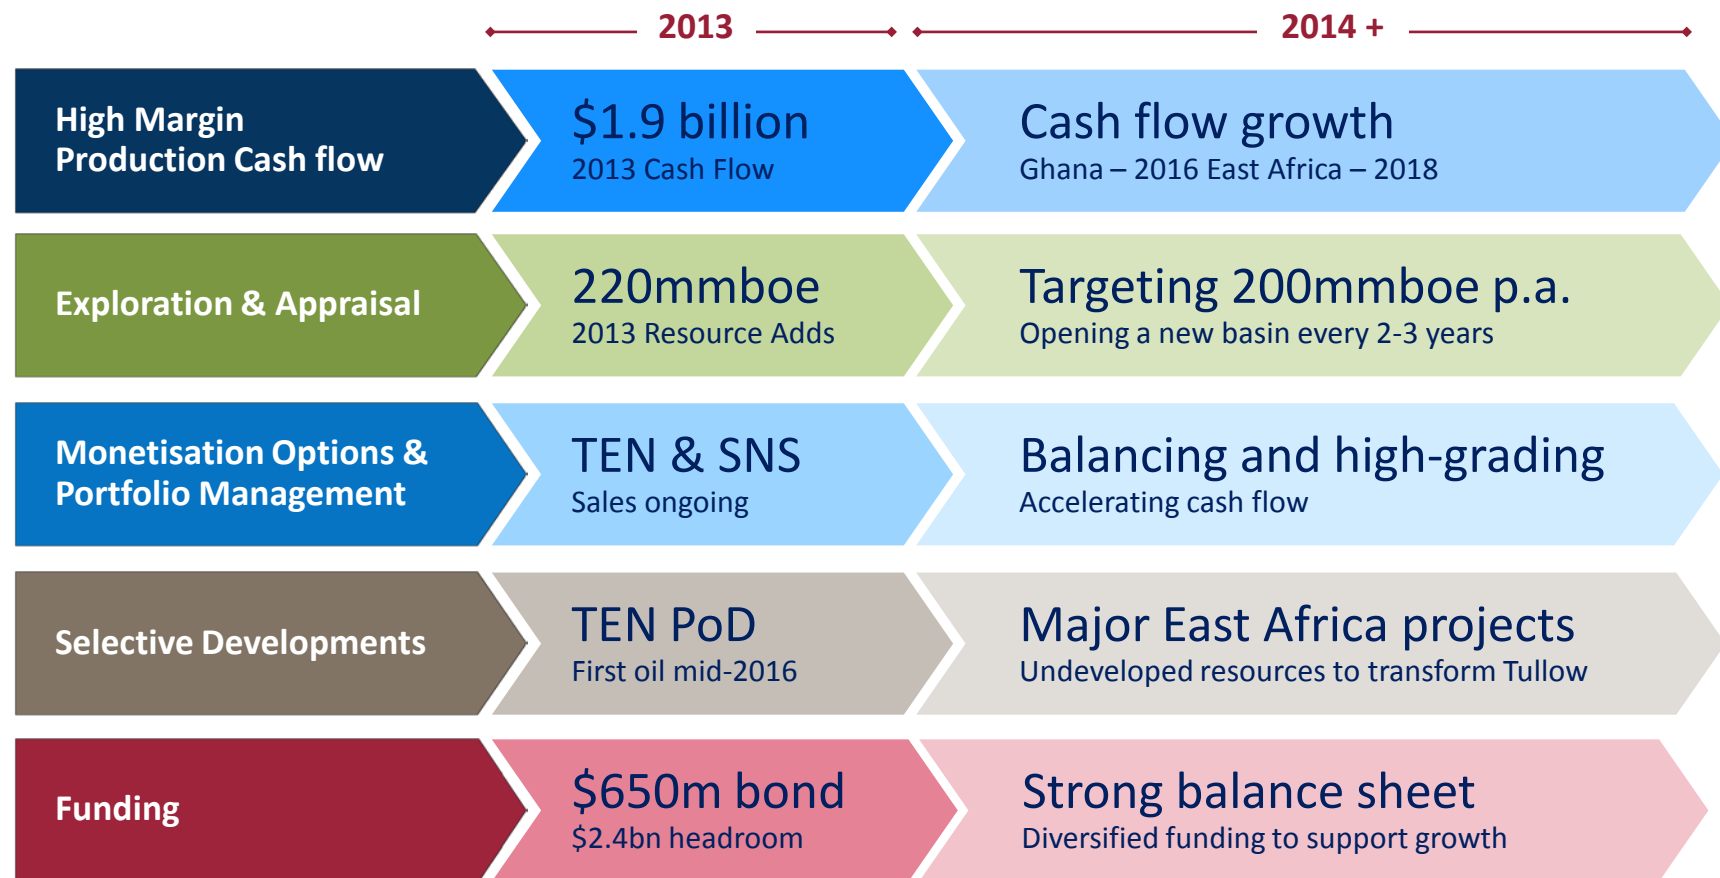 2013
2014 +
High Margin
Production Cash flow
$1.9 billion
2013 Cash Flow
Cash flow growth
Ghana – 2016 East Africa – 2018
Exploration & Appraisal
220mmboe
2013 Resource Adds
Targeting 200mmboe p.a.
Opening a new basin every 2-3 years
Monetisation Options &
Portfolio Management
TEN & SNS
Sales ongoing
Balancing and high-grading
Accelerating cash flow
Selective Developments
TEN PoD
First oil mid-2016
Major East Africa projects
Undeveloped resources to transform Tullow
Funding
$650m bond
$2.4bn headroom
Strong balance sheet
Diversified funding to support growth